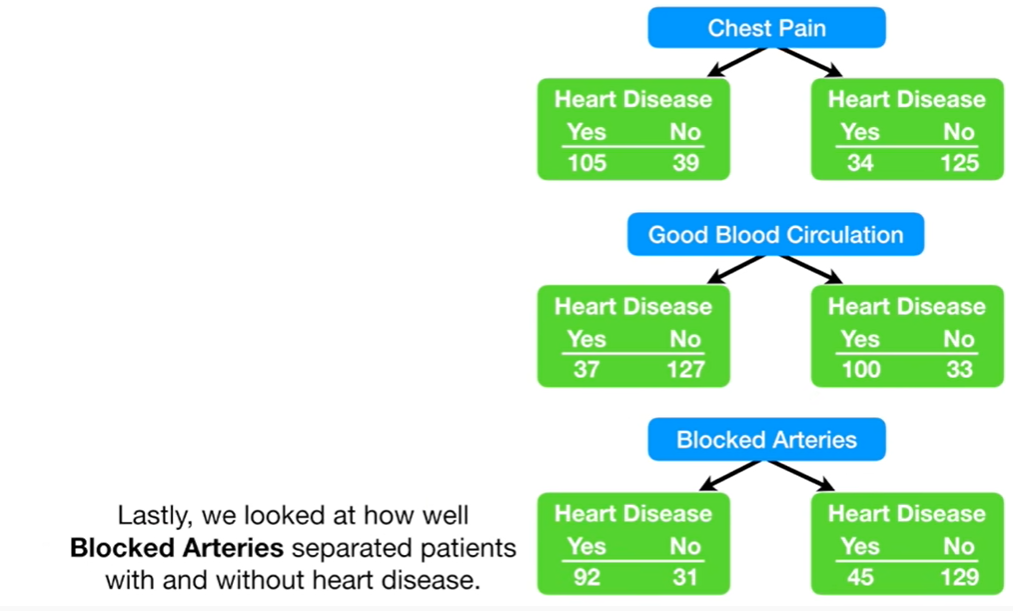 Chest Pain
Heart Disease Heart Disease
Yes No Yes No
105 39 34 125
Good Blood Circulation
Heart Disease Heart Disease
Yes No Yes No
37 127 100 33
Blocked Arteries
Heart Disease Heart Disease
Yes No Yes No
92 31 45 129
Lastly, we looked at how well
Blocked Arteries separated patients
with and without heart disease.